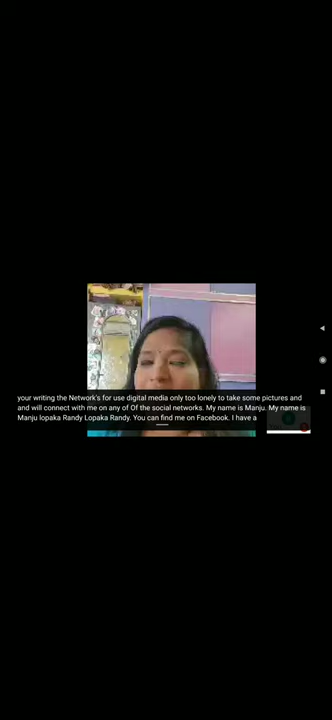 your writing the Network's for use digital media only too lonely to take some pictures and
and will connect with me on any of Of the social networks. My name is Manju. My name is
Manju lopaka Randy Lopaka Randy. You can find me on Facebook. I have a